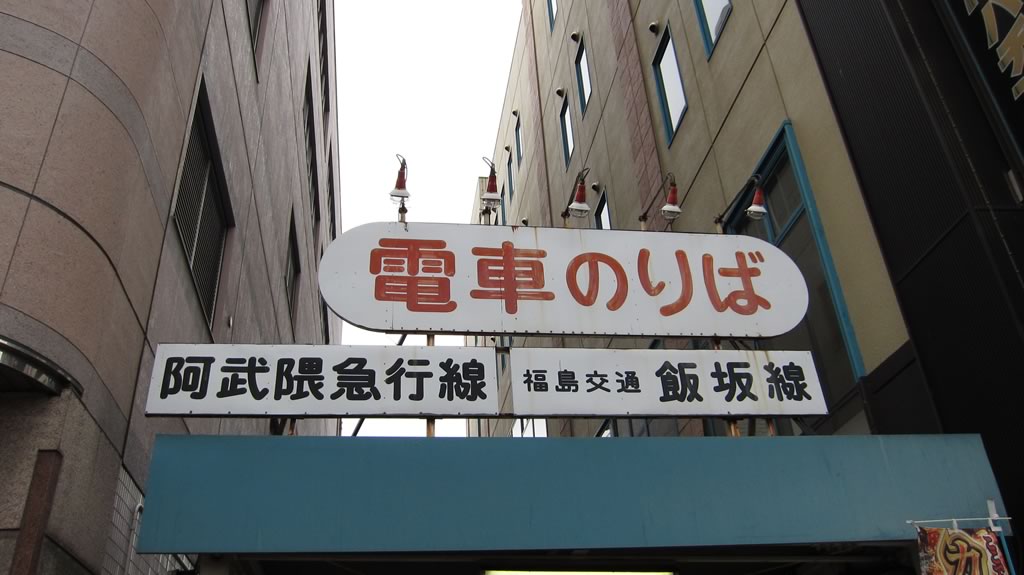 電車のりば
阿武隈急行線
福島交通 飯坂線